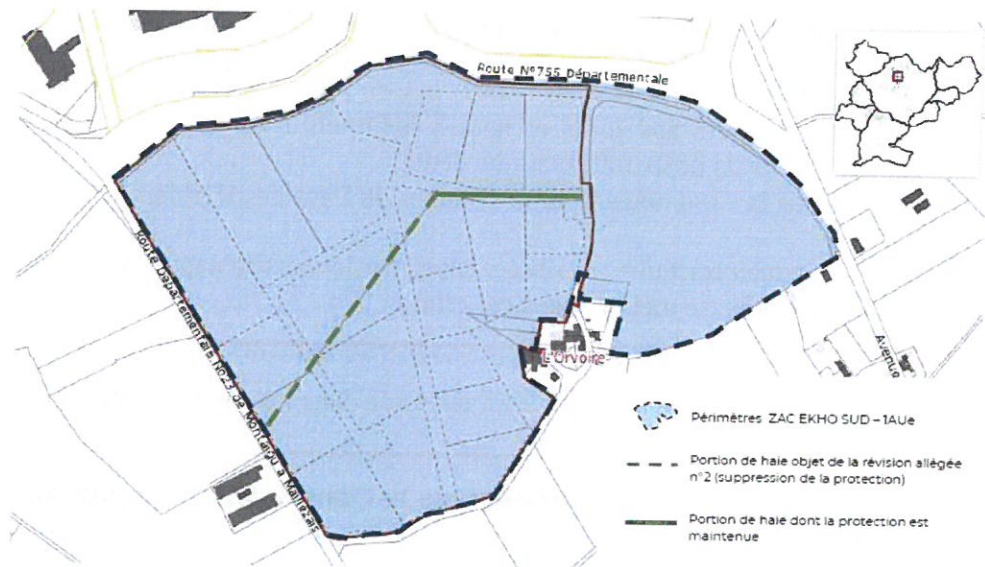 Route N°755 Départementale
Route Départementale No23 de Montaigu à Maillezais
L'Orvoire
Avenue
Périmètres ZAC EKHO SUD – 1AUe
Portion de haie objet de la révision allégée
n°2 (suppression de la protection)
Portion de haie dont la protection est
maintenue